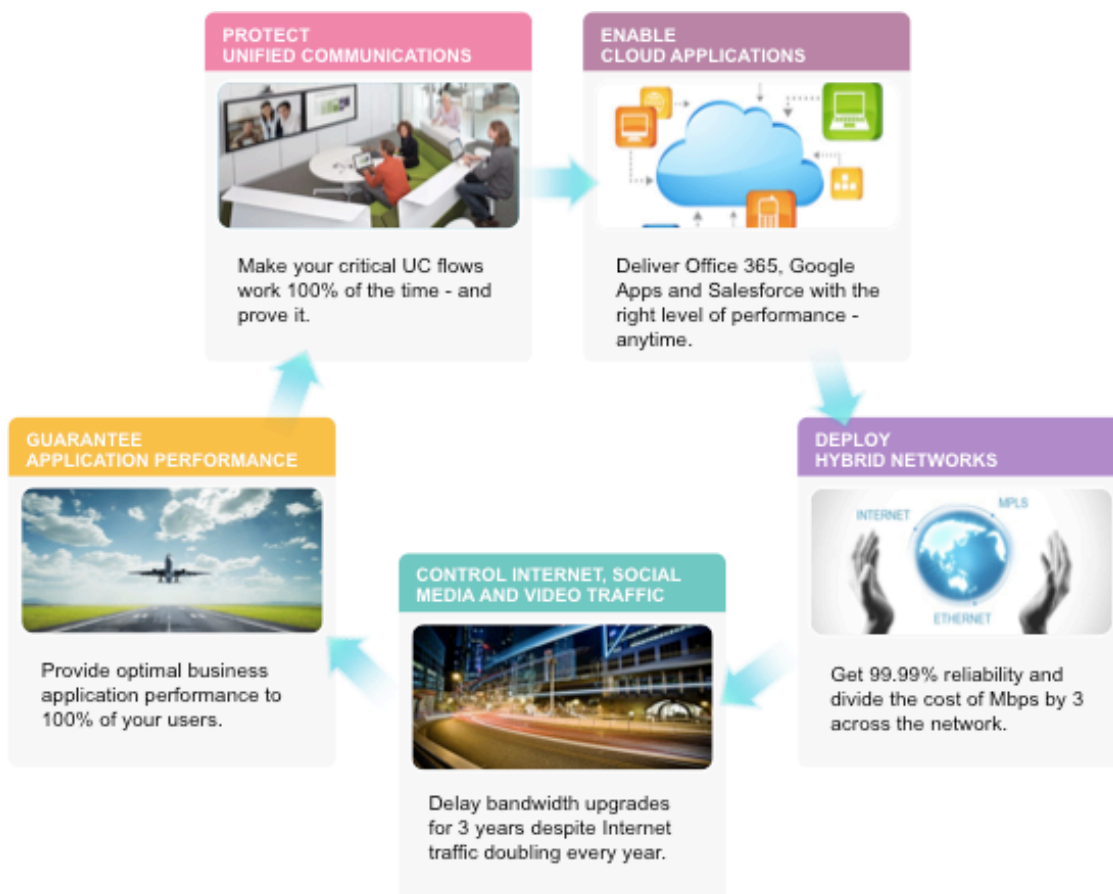 PROTECT
UNIFIED COMMUNICATIONS
Make your critical UC flows
work 100% of the time - and
prove it.
ENABLE
CLOUD APPLICATIONS
Deliver Office 365, Google
Apps and Salesforce with the
right level of performance -
anytime.
DEPLOY
HYBRID NETWORKS
INTERNET
MPLS
ETHERNET
Get 99.99% reliability and
divide the cost of Mbps by 3
across the network.
CONTROL INTERNET, SOCIAL
MEDIA AND VIDEO TRAFFIC
Delay bandwidth upgrades
for 3 years despite Internet
traffic doubling every year.
GUARANTEE
APPLICATION PERFORMANCE
Provide optimal business
application performance to
100% of your users.